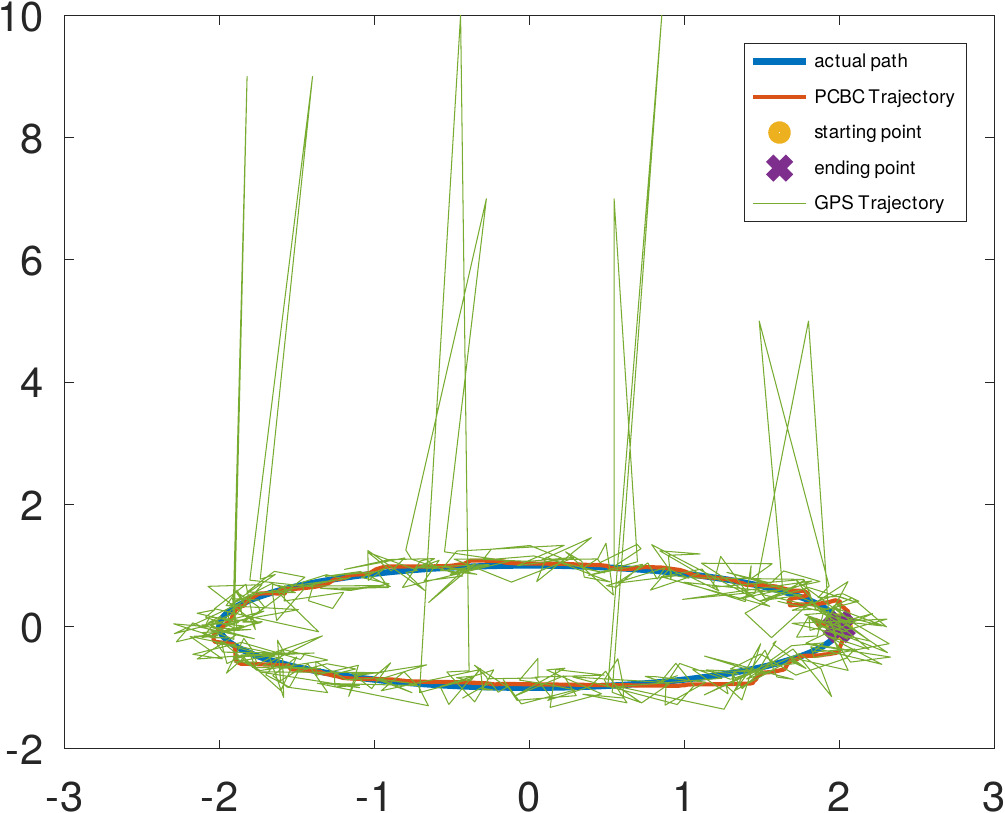 10
8
6
4
2
0
-2
-3 -2 -1 0 1 2 3
actual path
PCBC Trajectory
starting point
ending point
GPS Trajectory